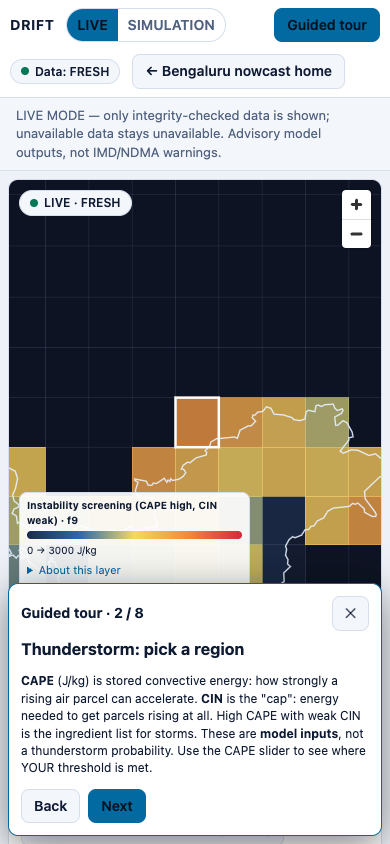 DRIFT LIVE SIMULATION Guided tour
Data: FRESH ← Bengaluru nowcast home
LIVE MODE — only integrity-checked data is shown;
unavailable data stays unavailable. Advisory model
outputs, not IMD/NDMA warnings.
LIVE · FRESH
+
−
Instability screening (CAPE high, CIN
weak) · f9
0 → 3000 J/kg
▶ About this layer
Guided tour · 2 / 8 ×
Thunderstorm: pick a region
CAPE (J/kg) is stored convective energy: how strongly a
rising air parcel can accelerate. CIN is the "cap": energy
needed to get parcels rising at all. High CAPE with weak CIN
is the ingredient list for storms. These are model inputs, not
a thunderstorm probability. Use the CAPE slider to see where
YOUR threshold is met.
Back Next